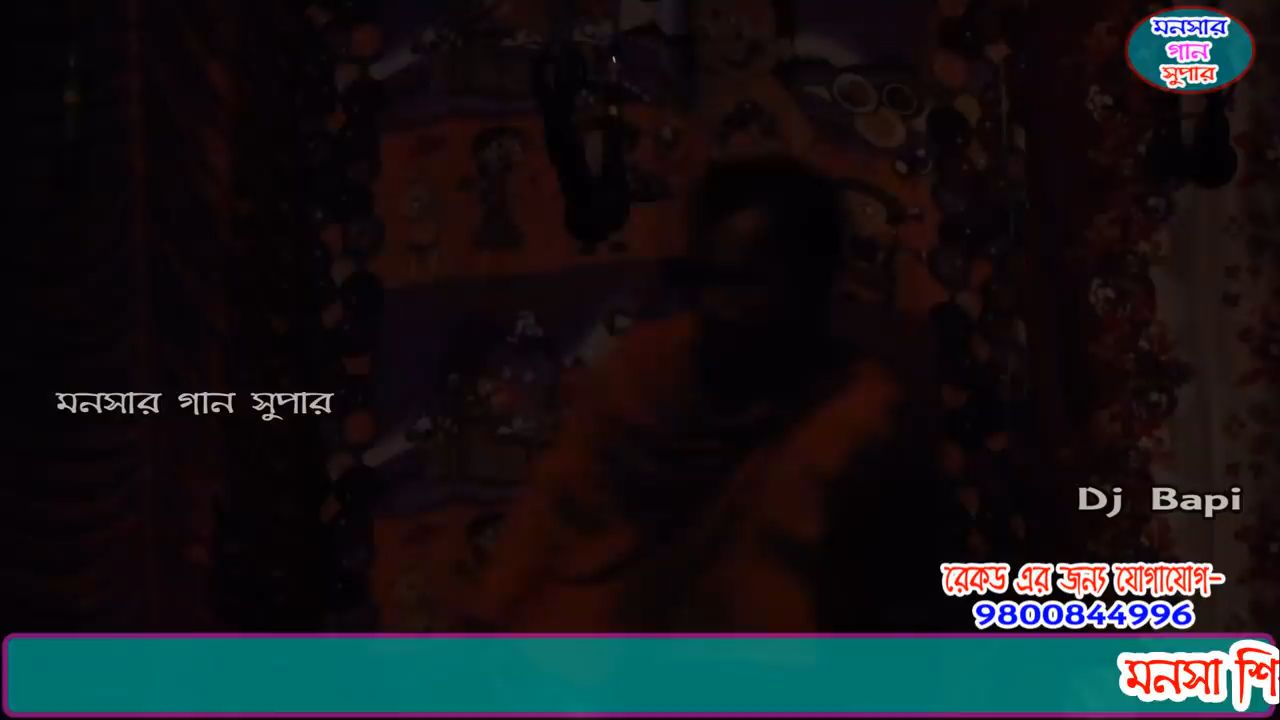 মনসার
গান
সুপার
মনসার গান সুপার
Dj Bapi
রেকড এর জন্য যোগাযোগ-
9800844996
মনসা শি